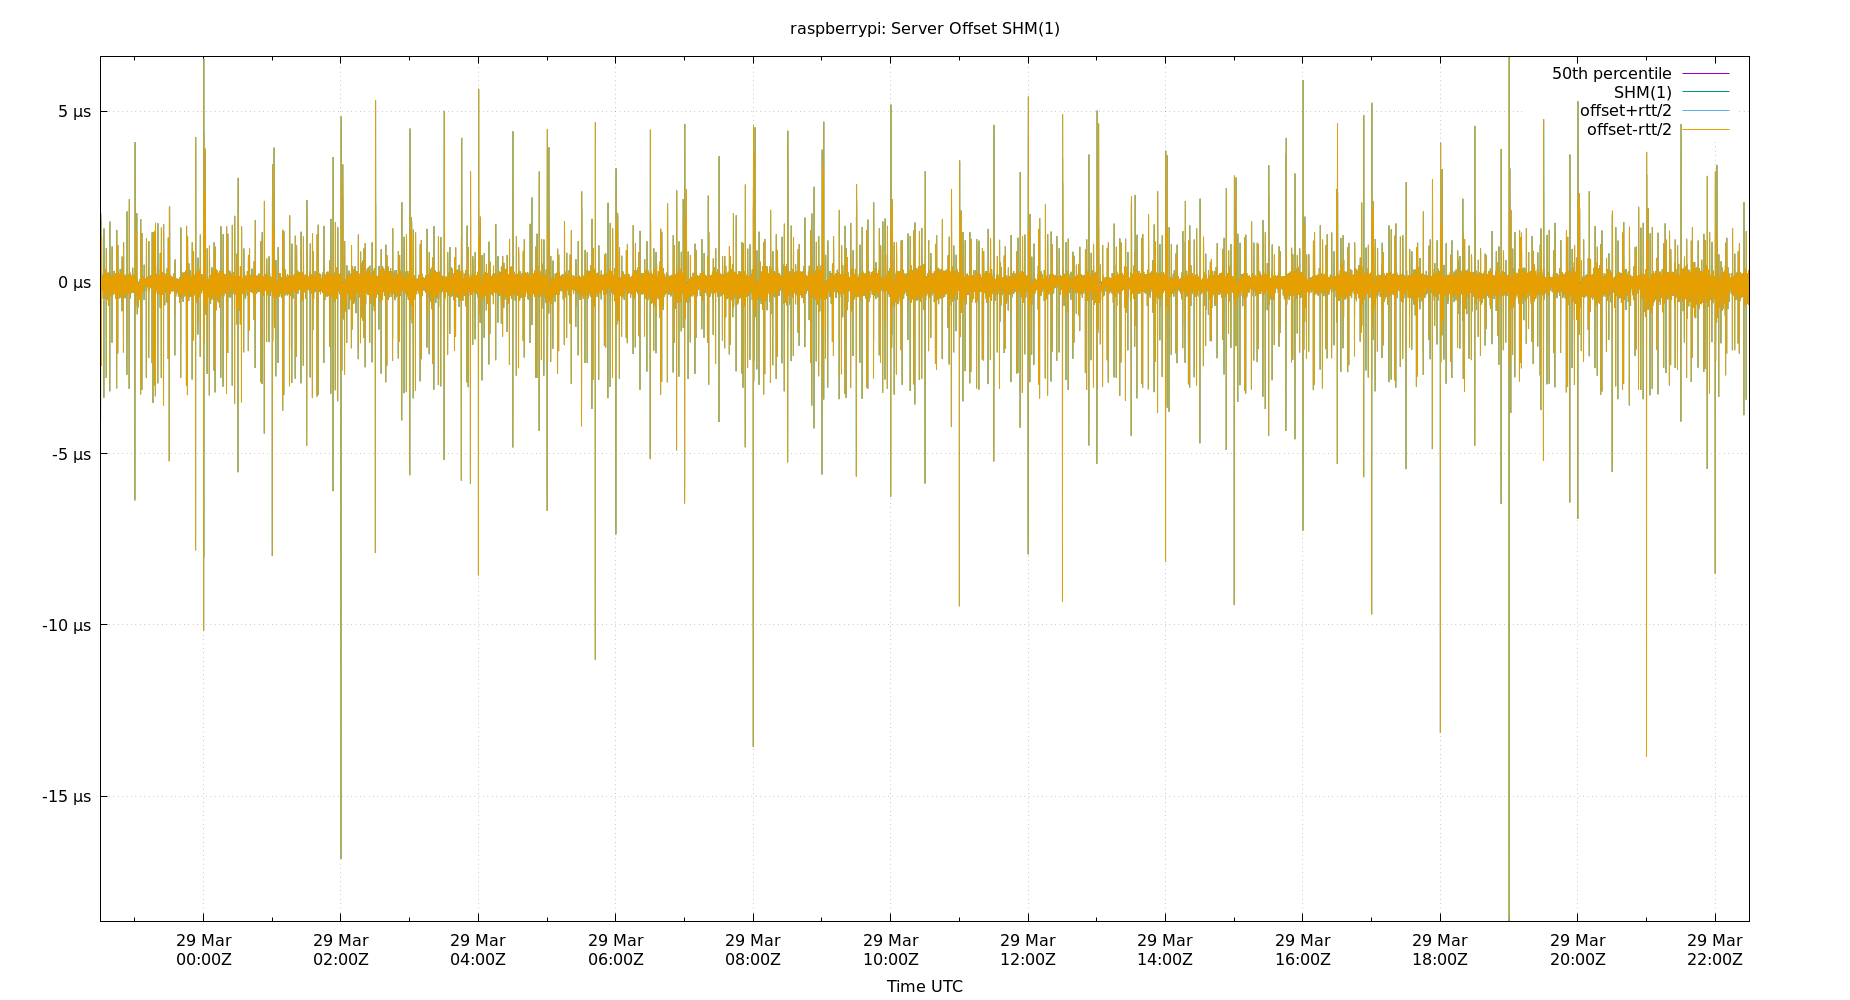 raspberrypi: Server Offset SHM(1)
50th percentile
SHM(1)
offset+rtt/2
offset-rtt/2
5 µs
0 µs
-5 µs
-10 µs
-15 µs
29 Mar 29 Mar 29 Mar 29 Mar 29 Mar 29 Mar 29 Mar 29 Mar 29 Mar 29 Mar 29 Mar 29 Mar
00:00Z 02:00Z 04:00Z 06:00Z 08:00Z 10:00Z 12:00Z 14:00Z 16:00Z 18:00Z 20:00Z 22:00Z
Time UTC